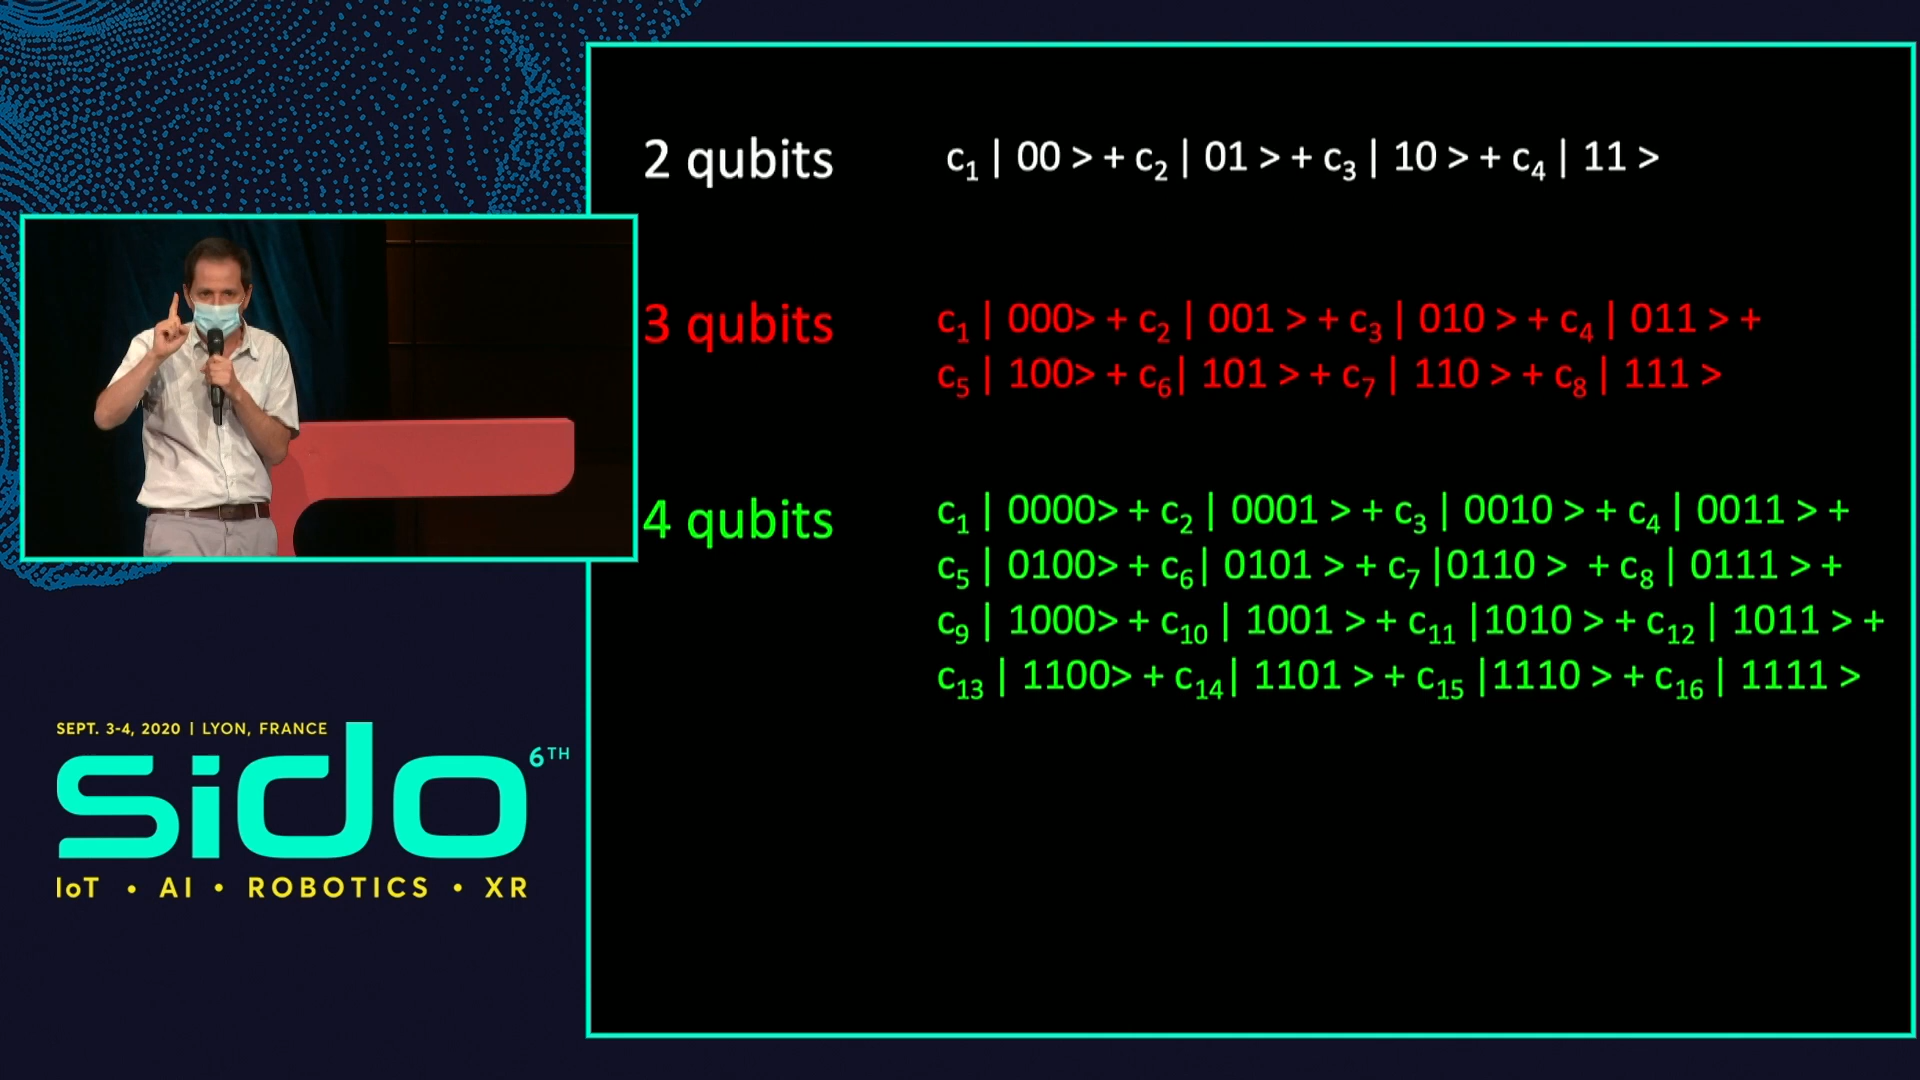 2 qubits c₁ | 00 > + c₂ | 01 > + c₃ | 10 > + c₄ | 11 >
3 qubits c₁ | 000> + c₂ | 001 > + c₃ | 010 > + c₄ | 011 > +
c₅ | 100> + c₆| 101 > + c₇ | 110 > + c₈ | 111 >
4 qubits c₁ | 0000> + c₂ | 0001 > + c₃ | 0010 > + c₄ | 0011 > +
c₅ | 0100> + c₆| 0101 > + c₇ |0110 > + c₈ | 0111 > +
c₉ | 1000> + c₁₀ | 1001 > + c₁₁ |1010 > + c₁₂ | 1011 > +
c₁₃ | 1100> + c₁₄| 1101 > + c₁₅ |1110 > + c₁₆ | 1111 >
SEPT. 3-4, 2020 | LYON, FRANCE
sido 6TH
IoT • AI • ROBOTICS • XR